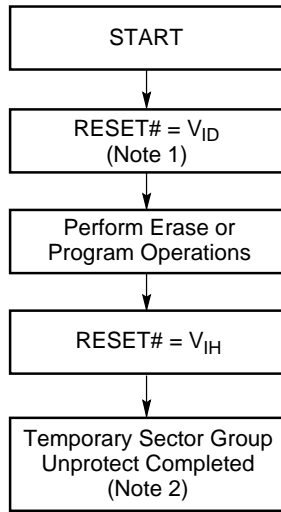 START
RESET# = V_ID
(Note 1)
Perform Erase or
Program Operations
RESET# = V_IH
Temporary Sector Group
Unprotect Completed
(Note 2)